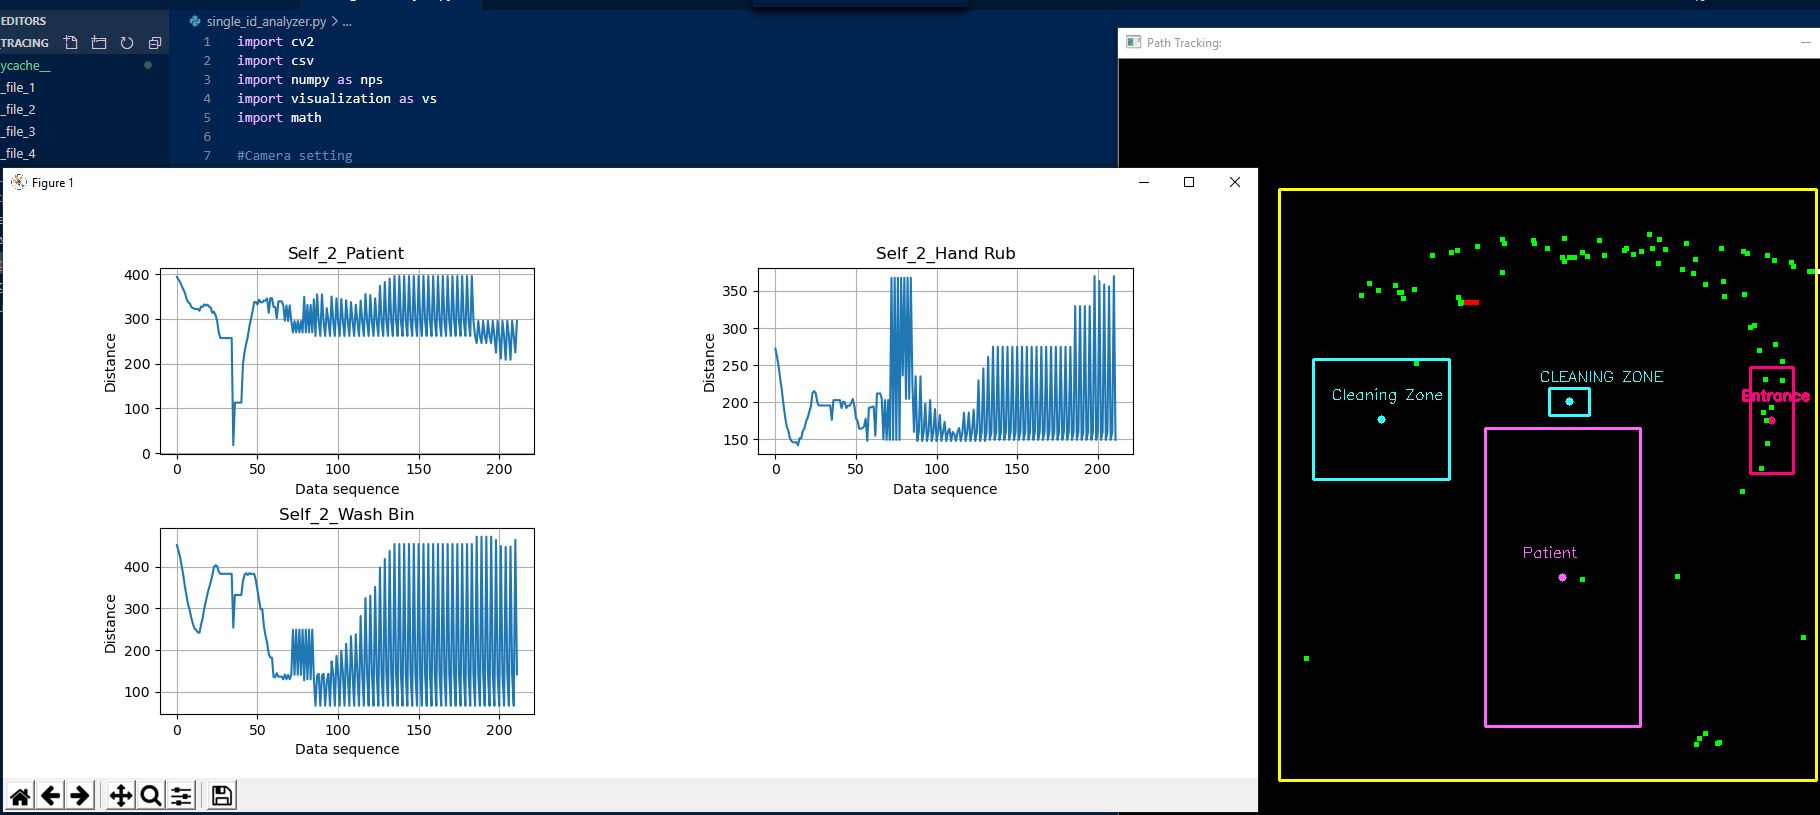 EDITORS
single_id_analyzer.py > ...
TRACING
ycache__
_file_1
_file_2
_file_3
_file_4
1 import cv2
2 import csv
3 import numpy as nps
4 import visualization as vs
5 import math
6
7 #Camera setting
Path Tracking:
Figure 1
Self_2_Patient
Distance
400
300
200
100
0
0 50 100 150 200
Data sequence
Self_2_Hand Rub
Distance
350
300
250
200
150
0 50 100 150 200
Data sequence
Self_2_Wash Bin
Distance
400
300
200
100
0 50 100 150 200
Data sequence
CLEANING ZONE
Cleaning Zone
Entrance
Patient